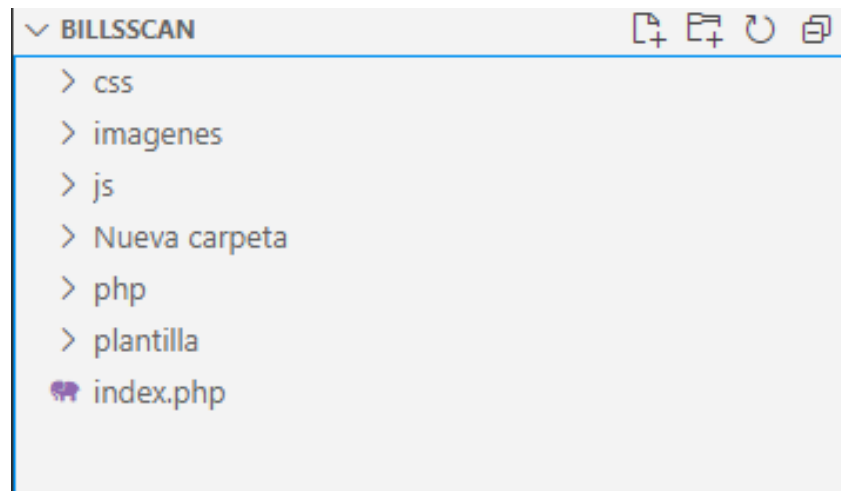 BILLSSCAN
css
imagenes
js
Nueva carpeta
php
plantilla
index.php